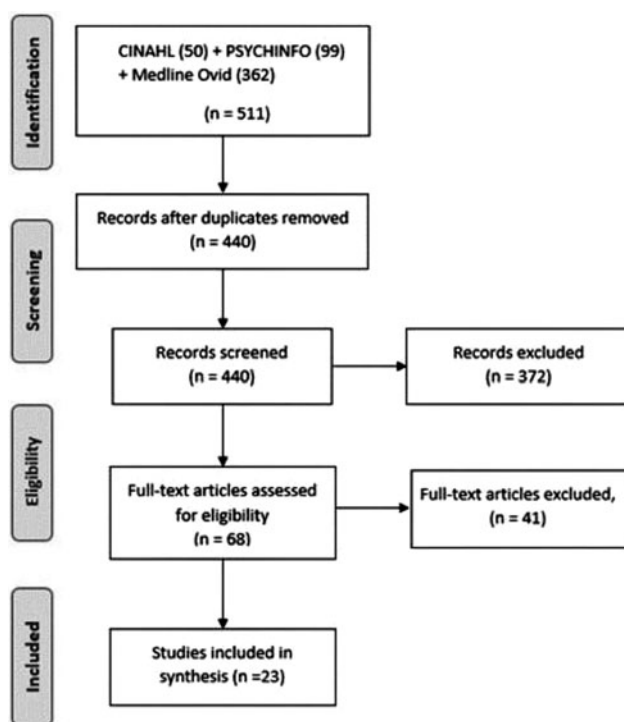 Identification
CINAHL (50) + PSYCHINFO (99)
+ Medline Ovid (362)
(n = 511)
Screening
Records after duplicates removed
(n = 440)
Records screened
(n = 440)
Records excluded
(n = 372)
Eligibility
Full-text articles assessed
for eligibility
(n = 68)
Full-text articles excluded,
(n = 41)
Included
Studies included in
synthesis (n =23)